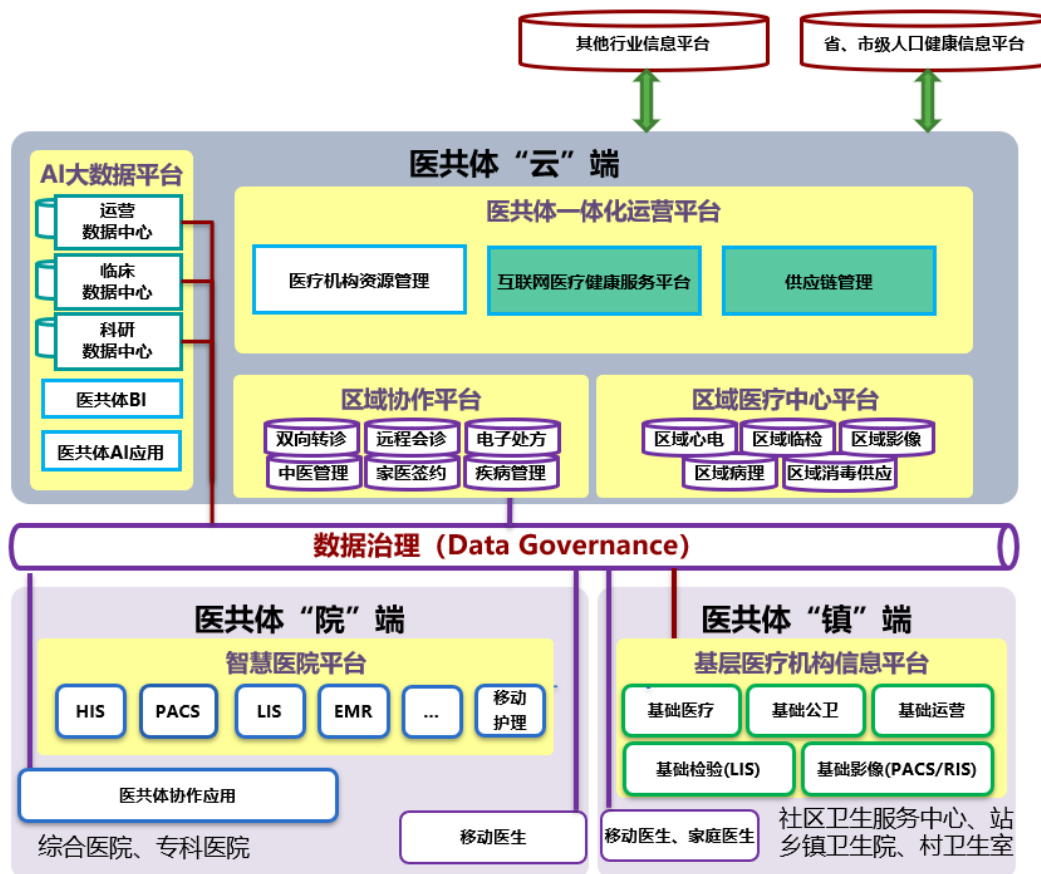 其他行业信息平台
省、市级人口健康信息平台
医共体“云”端
AI大数据平台
运营
数据中心
临床
数据中心
科研
数据中心
医共体BI
医共体AI应用
医共体一体化运营平台
医疗机构资源管理
互联网医疗健康服务平台
供应链管理
区域协作平台
双向转诊
远程会诊
电子处方
中医管理
家医签约
疾病管理
区域医疗中心平台
区域心电
区域临检
区域影像
区域病理
区域消毒供应
数据治理（Data Governance）
医共体“院”端
智慧医院平台
HIS
PACS
LIS
EMR
...
移动
护理
医共体协作应用
综合医院、专科医院
移动医生
医共体“镇”端
基层医疗机构信息平台
基础医疗
基础公卫
基础运营
基础检验(LIS)
基础影像(PACS/RIS)
移动医生、家庭医生
社区卫生服务中心、站
乡镇卫生院、村卫生室